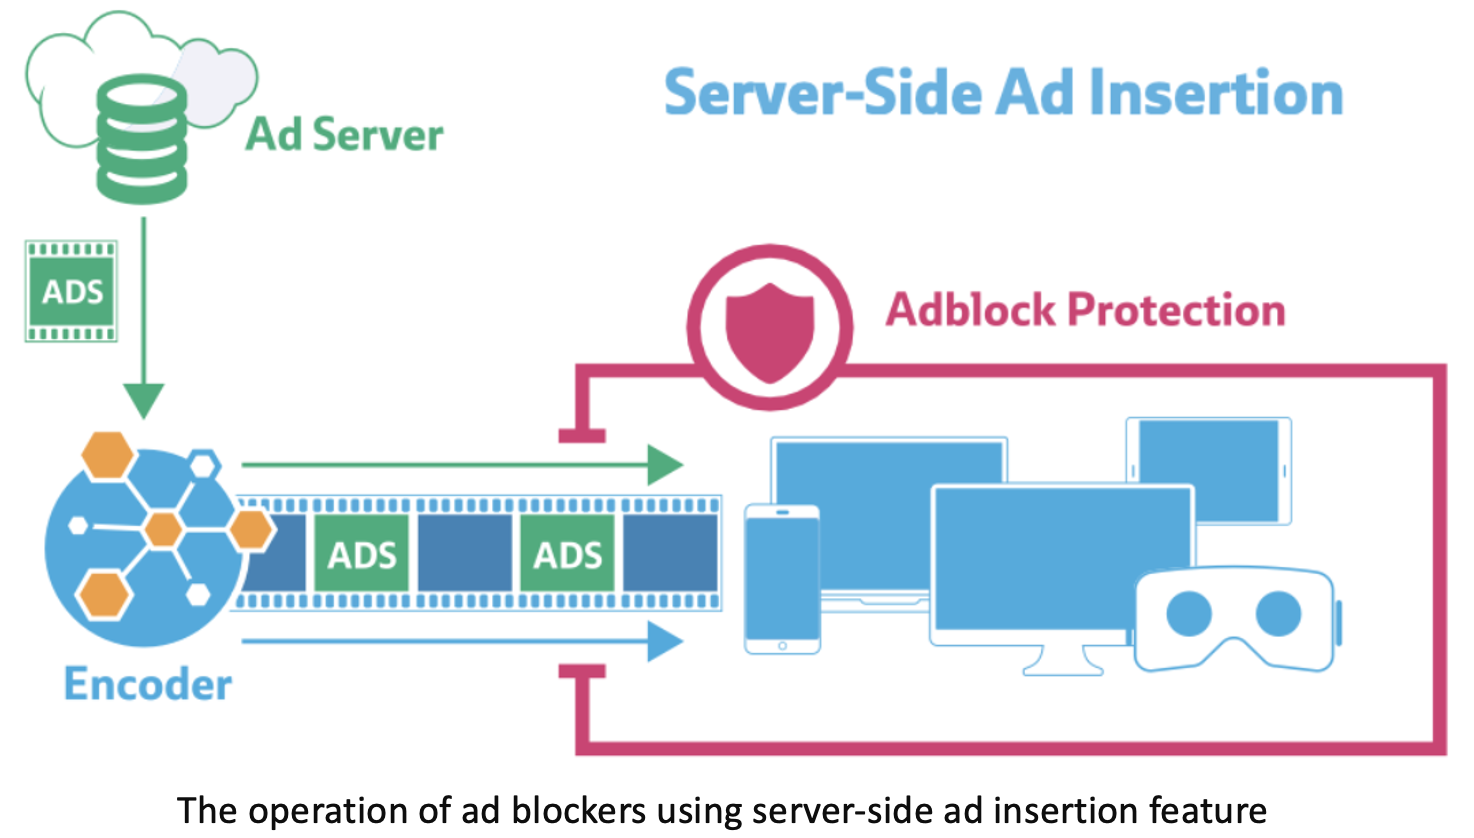 Server-Side Ad Insertion
Ad Server
ADS
Adblock Protection
ADS
ADS
Encoder
The operation of ad blockers using server-side ad insertion feature